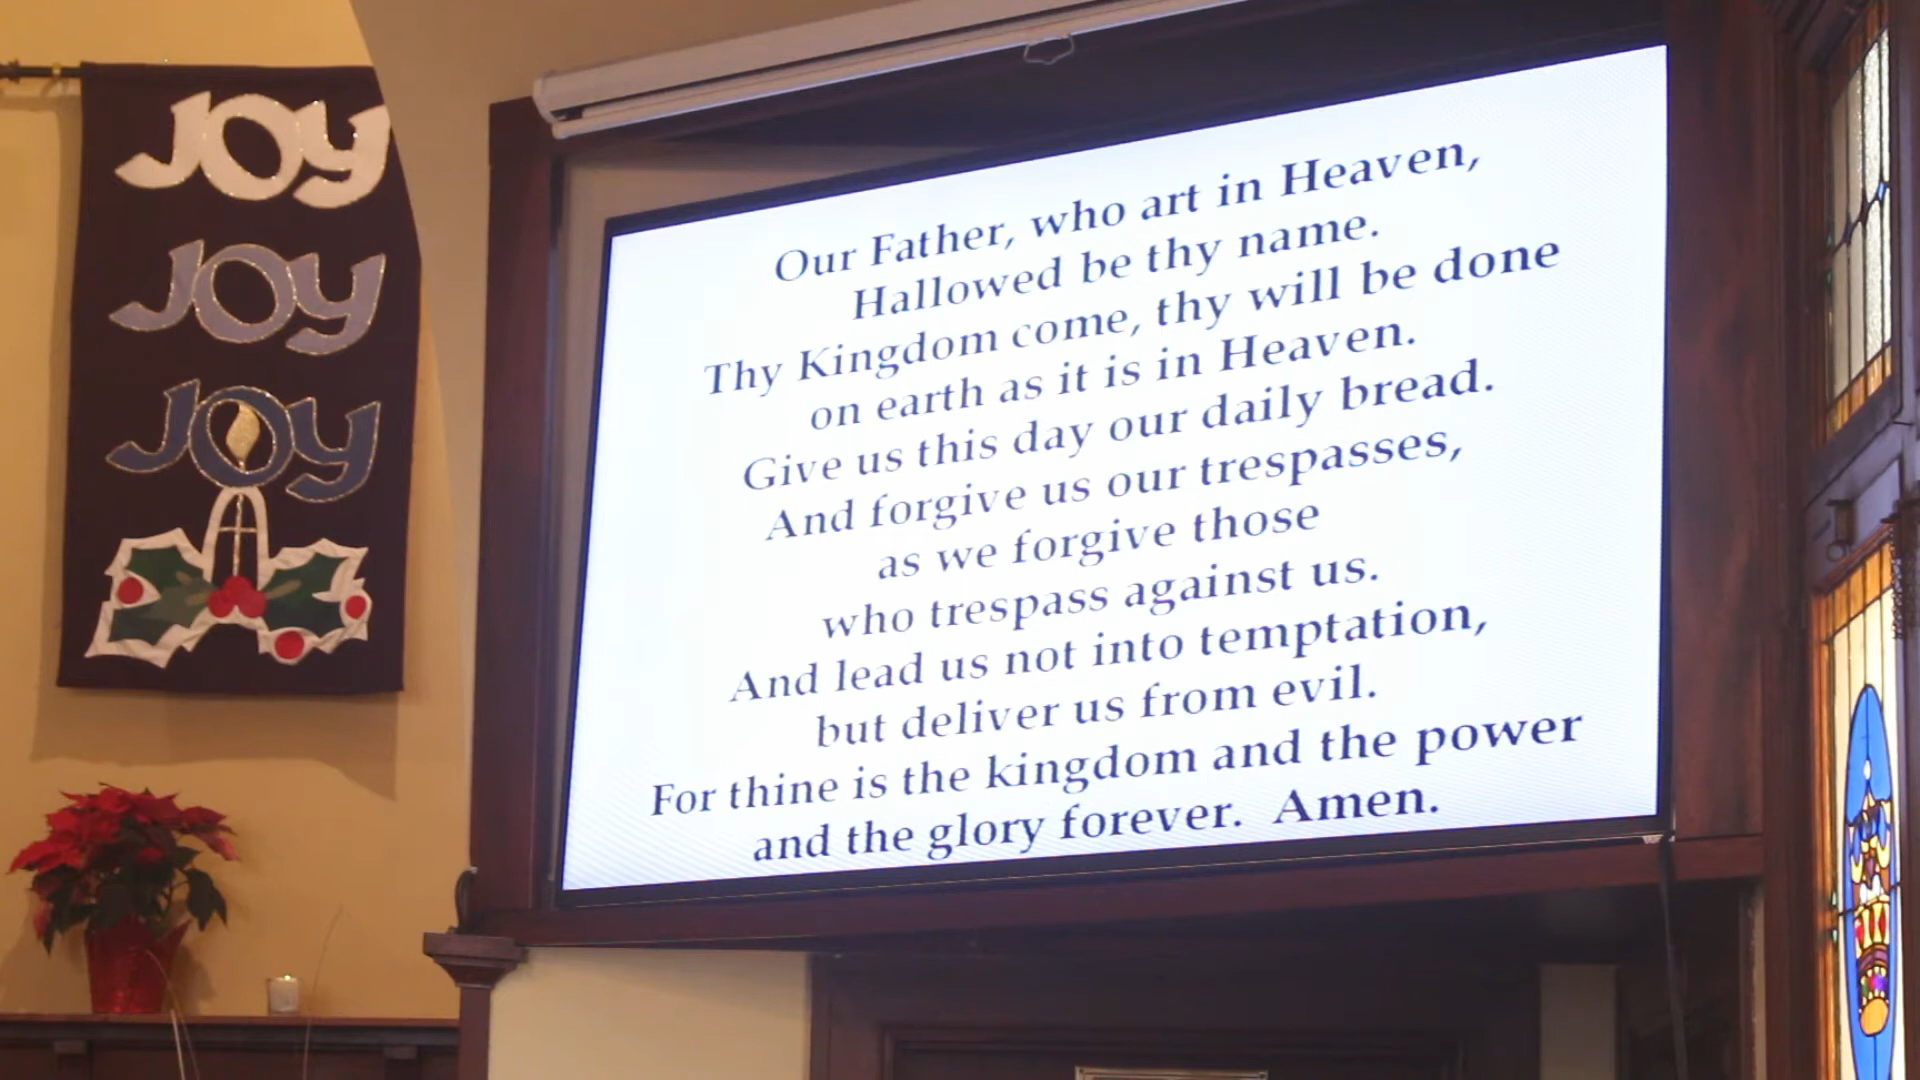 JOY
JOY
JOY
Our Father, who art in Heaven,
Hallowed be thy name.
Thy Kingdom come, thy will be done
on earth as it is in Heaven.
Give us this day our daily bread.
And forgive us our trespasses,
as we forgive those
who trespass against us.
And lead us not into temptation,
but deliver us from evil.
For thine is the kingdom and the power
and the glory forever.  Amen.